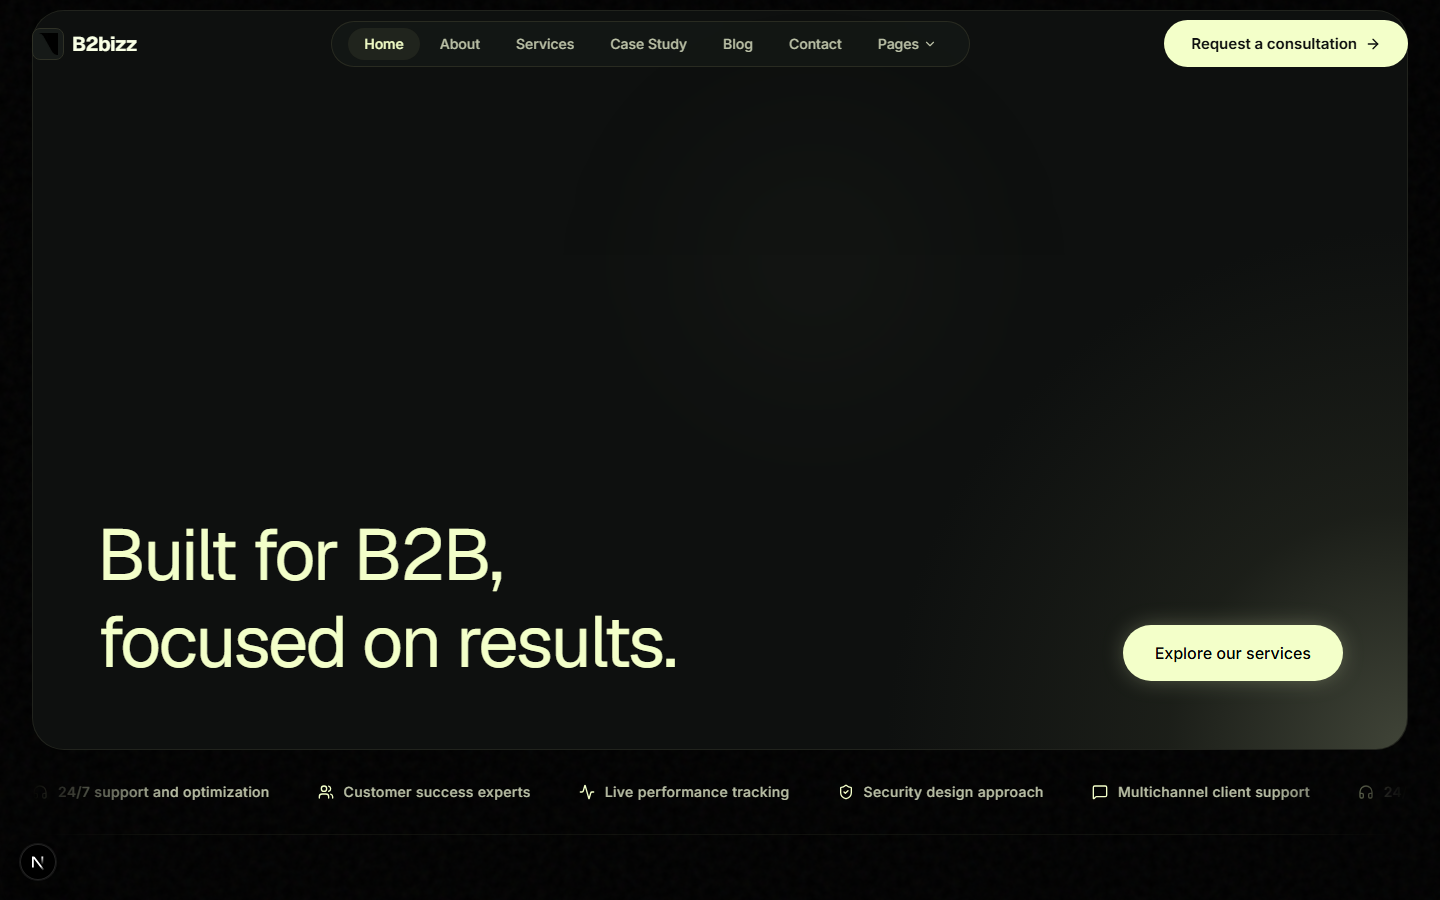 B2bizz
Home About Services Case Study Blog Contact Pages
Request a consultation
Built for B2B,
focused on results.
Explore our services
24/7 support and optimization Customer success experts Live performance tracking Security design approach Multichannel client support 24
N